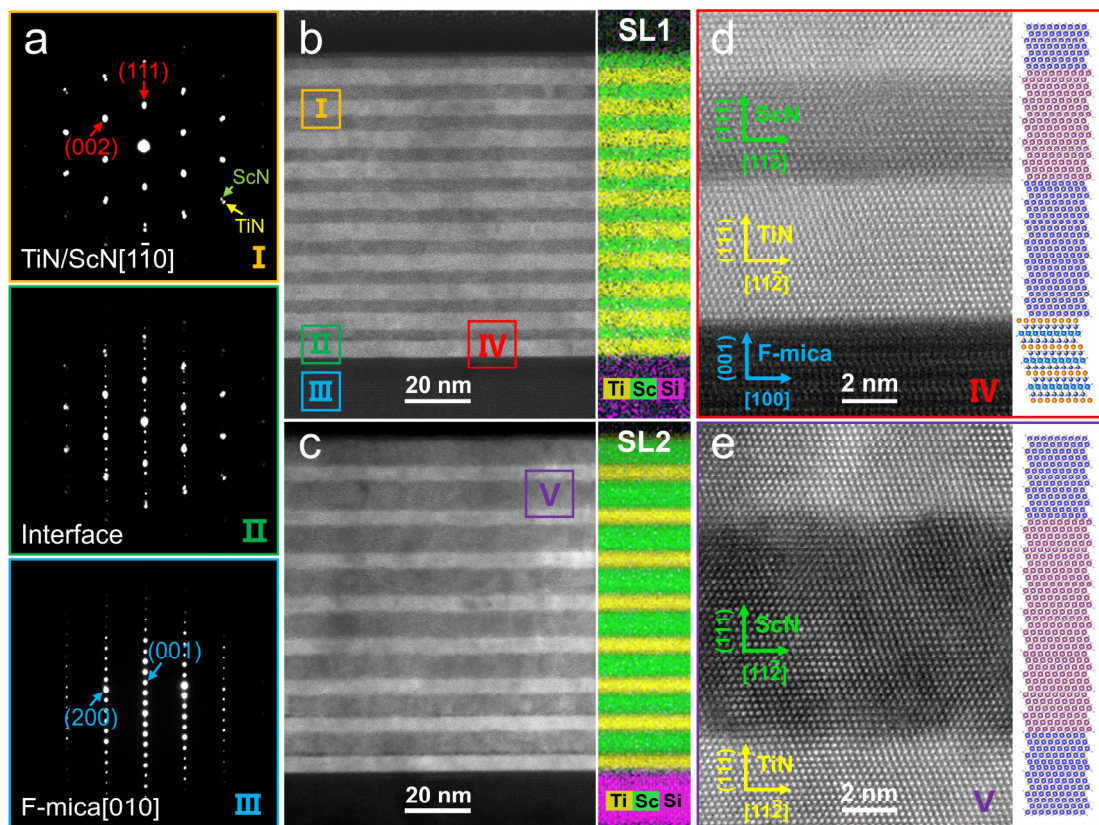 a
(111)
(002)
ScN
TiN
TiN/ScN[11̄0]
I
Interface
II
(001)
(200)
F-mica[010]
III
b
I
II
III
IV
20 nm
SL1
Ti Sc Si
c
V
20 nm
SL2
Ti Sc Si
d
(111)
ScN
[112̄]
(111)
TiN
[112̄]
(001)
F-mica
[100]
2 nm
IV
e
(111)
ScN
[112̄]
(111)
TiN
[112̄]
2 nm
V